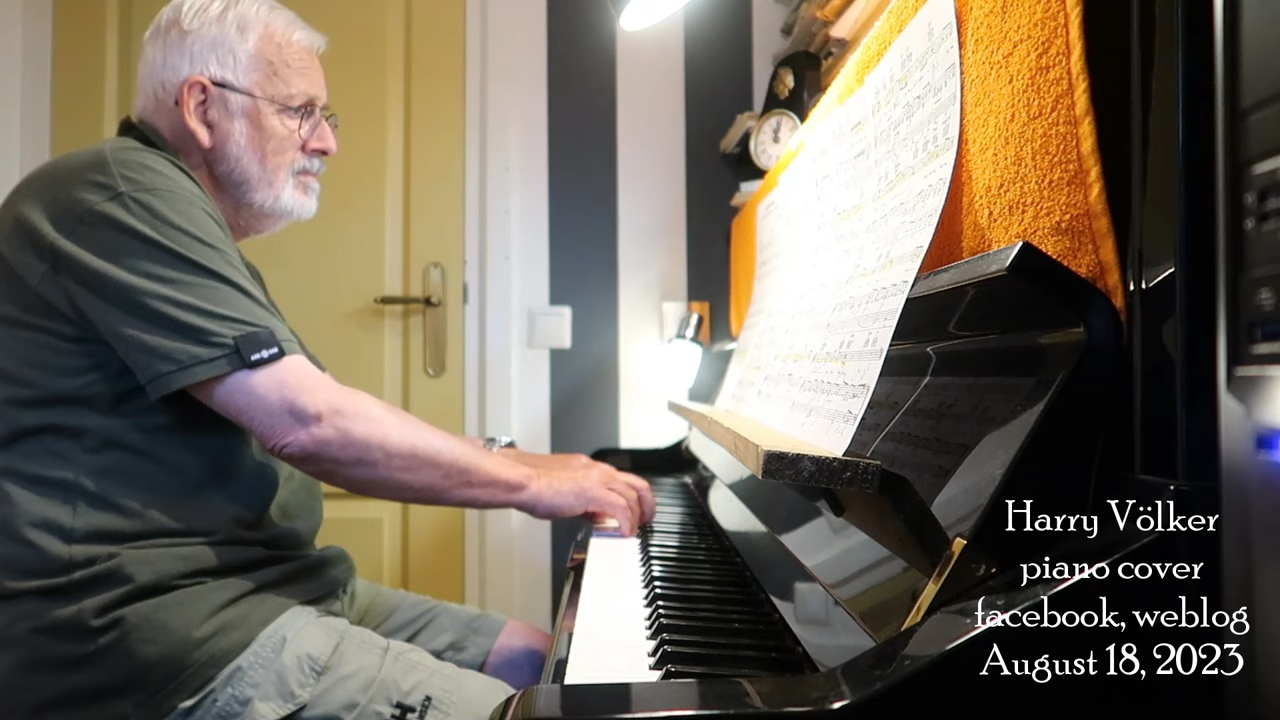 Harry Völker
piano cover
facebook, weblog
August 18, 2023